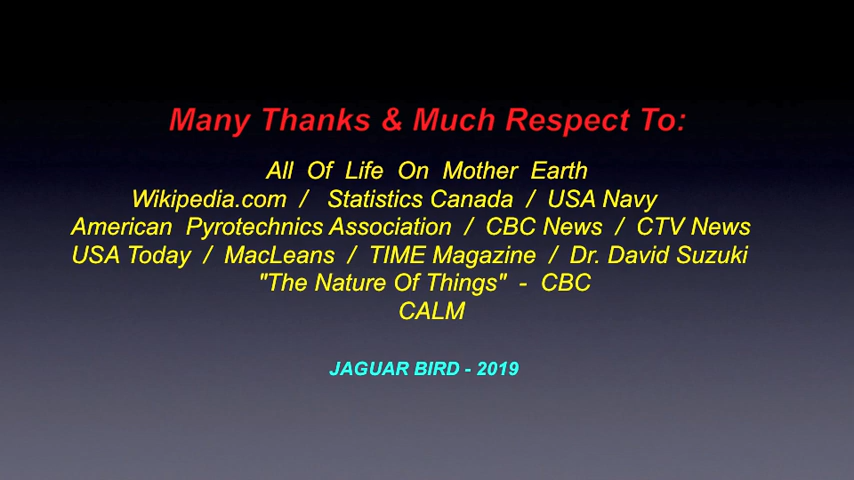 Many Thanks & Much Respect To:
All Of Life On Mother Earth
Wikipedia.com / Statistics Canada / USA Navy
American Pyrotechnics Association / CBC News / CTV News
USA Today / MacLeans / TIME Magazine / Dr. David Suzuki
"The Nature Of Things" - CBC
CALM
JAGUAR BIRD - 2019